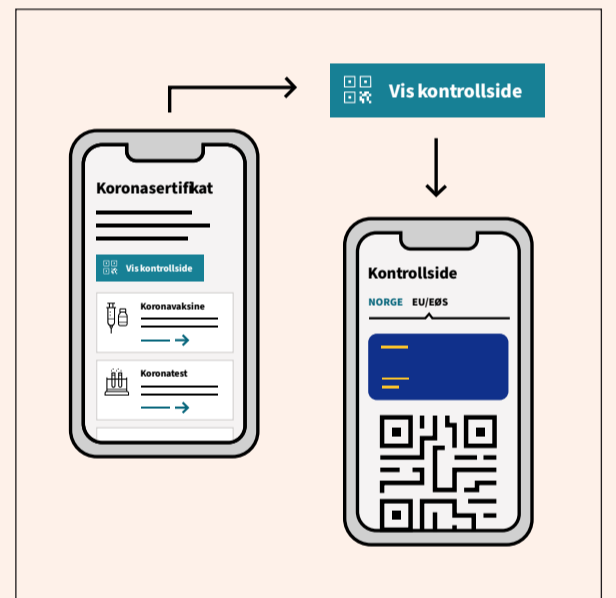 Vis kontrollside
Koronasertifikat
Vis kontrollside
Koronavaksine
Koronatest
Kontrollside
NORGE EU/EØS